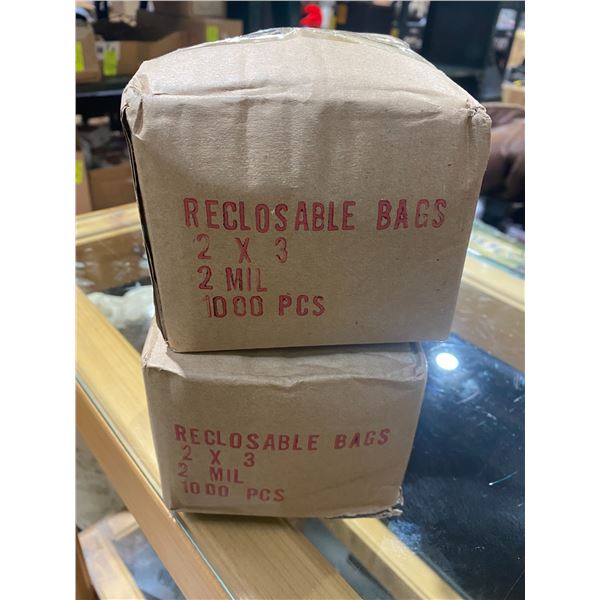 RECLOSABLE BAGS
2 X 3
2 MIL
1000 PCS
RECLOSABLE BAGS
2 X 3
2 MIL
1000 PCS